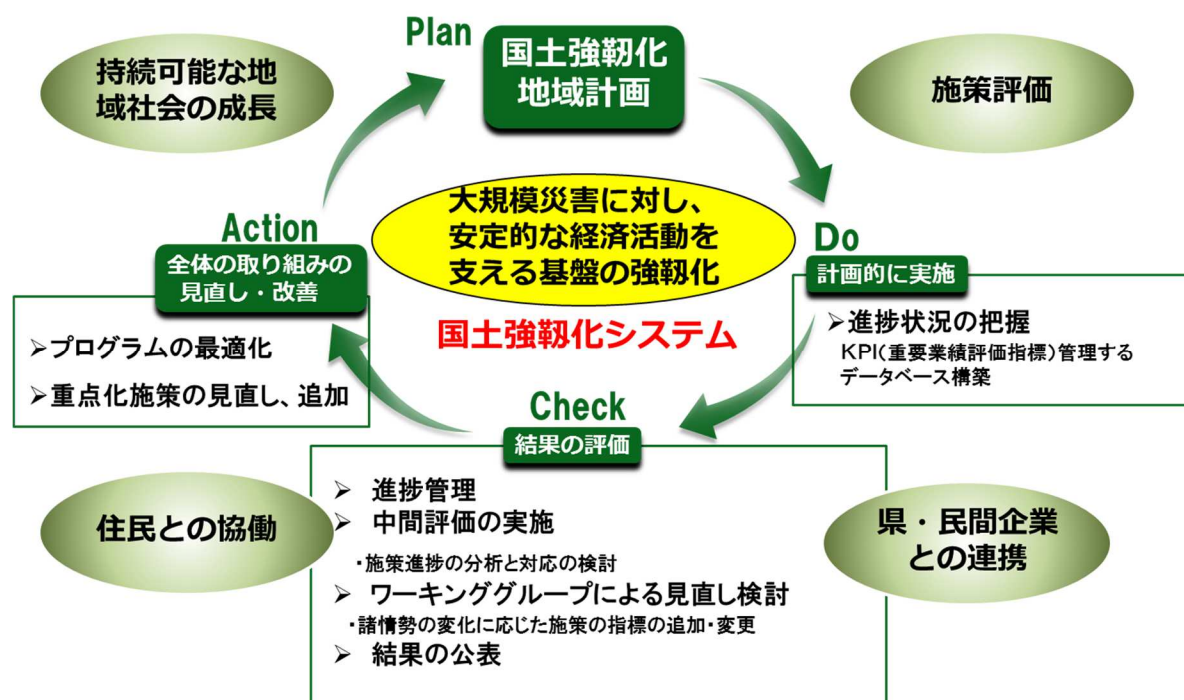 Plan
国土強靱化
地域計画
持続可能な地
域社会の成長
施策評価
大規模災害に対し、
安定的な経済活動を
支える基盤の強靱化
国土強靱化システム
Action
全体の取り組みの
見直し・改善
➢プログラムの最適化
➢重点化施策の見直し、追加
Do
計画的に実施
➢進捗状況の把握
KPI(重要業績評価指標)管理する
データベース構築
Check
結果の評価
➢ 進捗管理
➢ 中間評価の実施
・施策進捗の分析と対応の検討
➢ ワーキンググループによる見直し検討
・諸情勢の変化に応じた施策の指標の追加・変更
➢ 結果の公表
住民との協働
県・民間企業
との連携